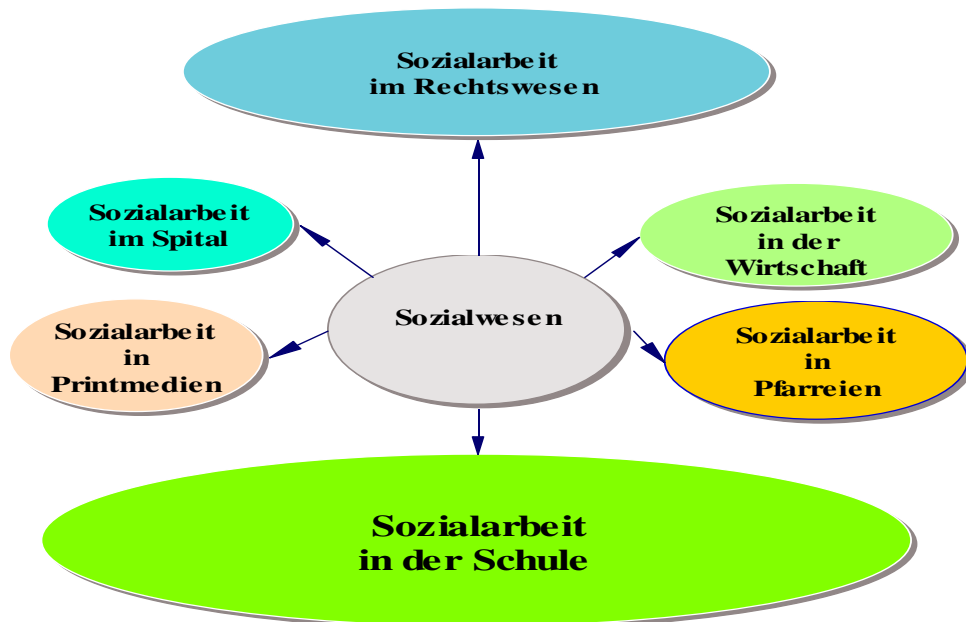 Sozialarbeit
im Rechtswesen
Sozialarbeit
im Spital
Sozialarbeit
in der
Wirtschaft
Sozialwesen
Sozialarbeit
in
Printmedien
Sozialarbeit
in
Pfarreien
Sozialarbeit
in der Schule